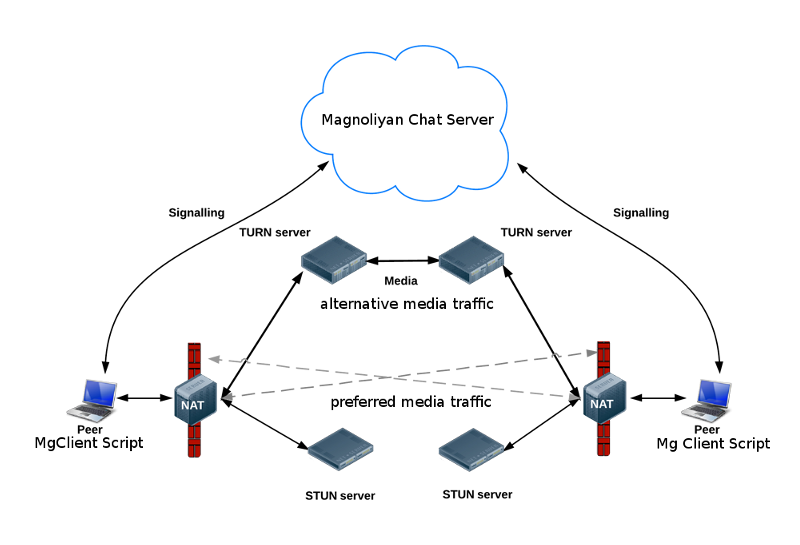 Magnoliyan Chat Server
Signalling
Signalling
TURN server
TURN server
Media
alternative media traffic
NAT
NAT
preferred media traffic
Peer
MgClient Script
Peer
Mg Client Script
STUN server
STUN server